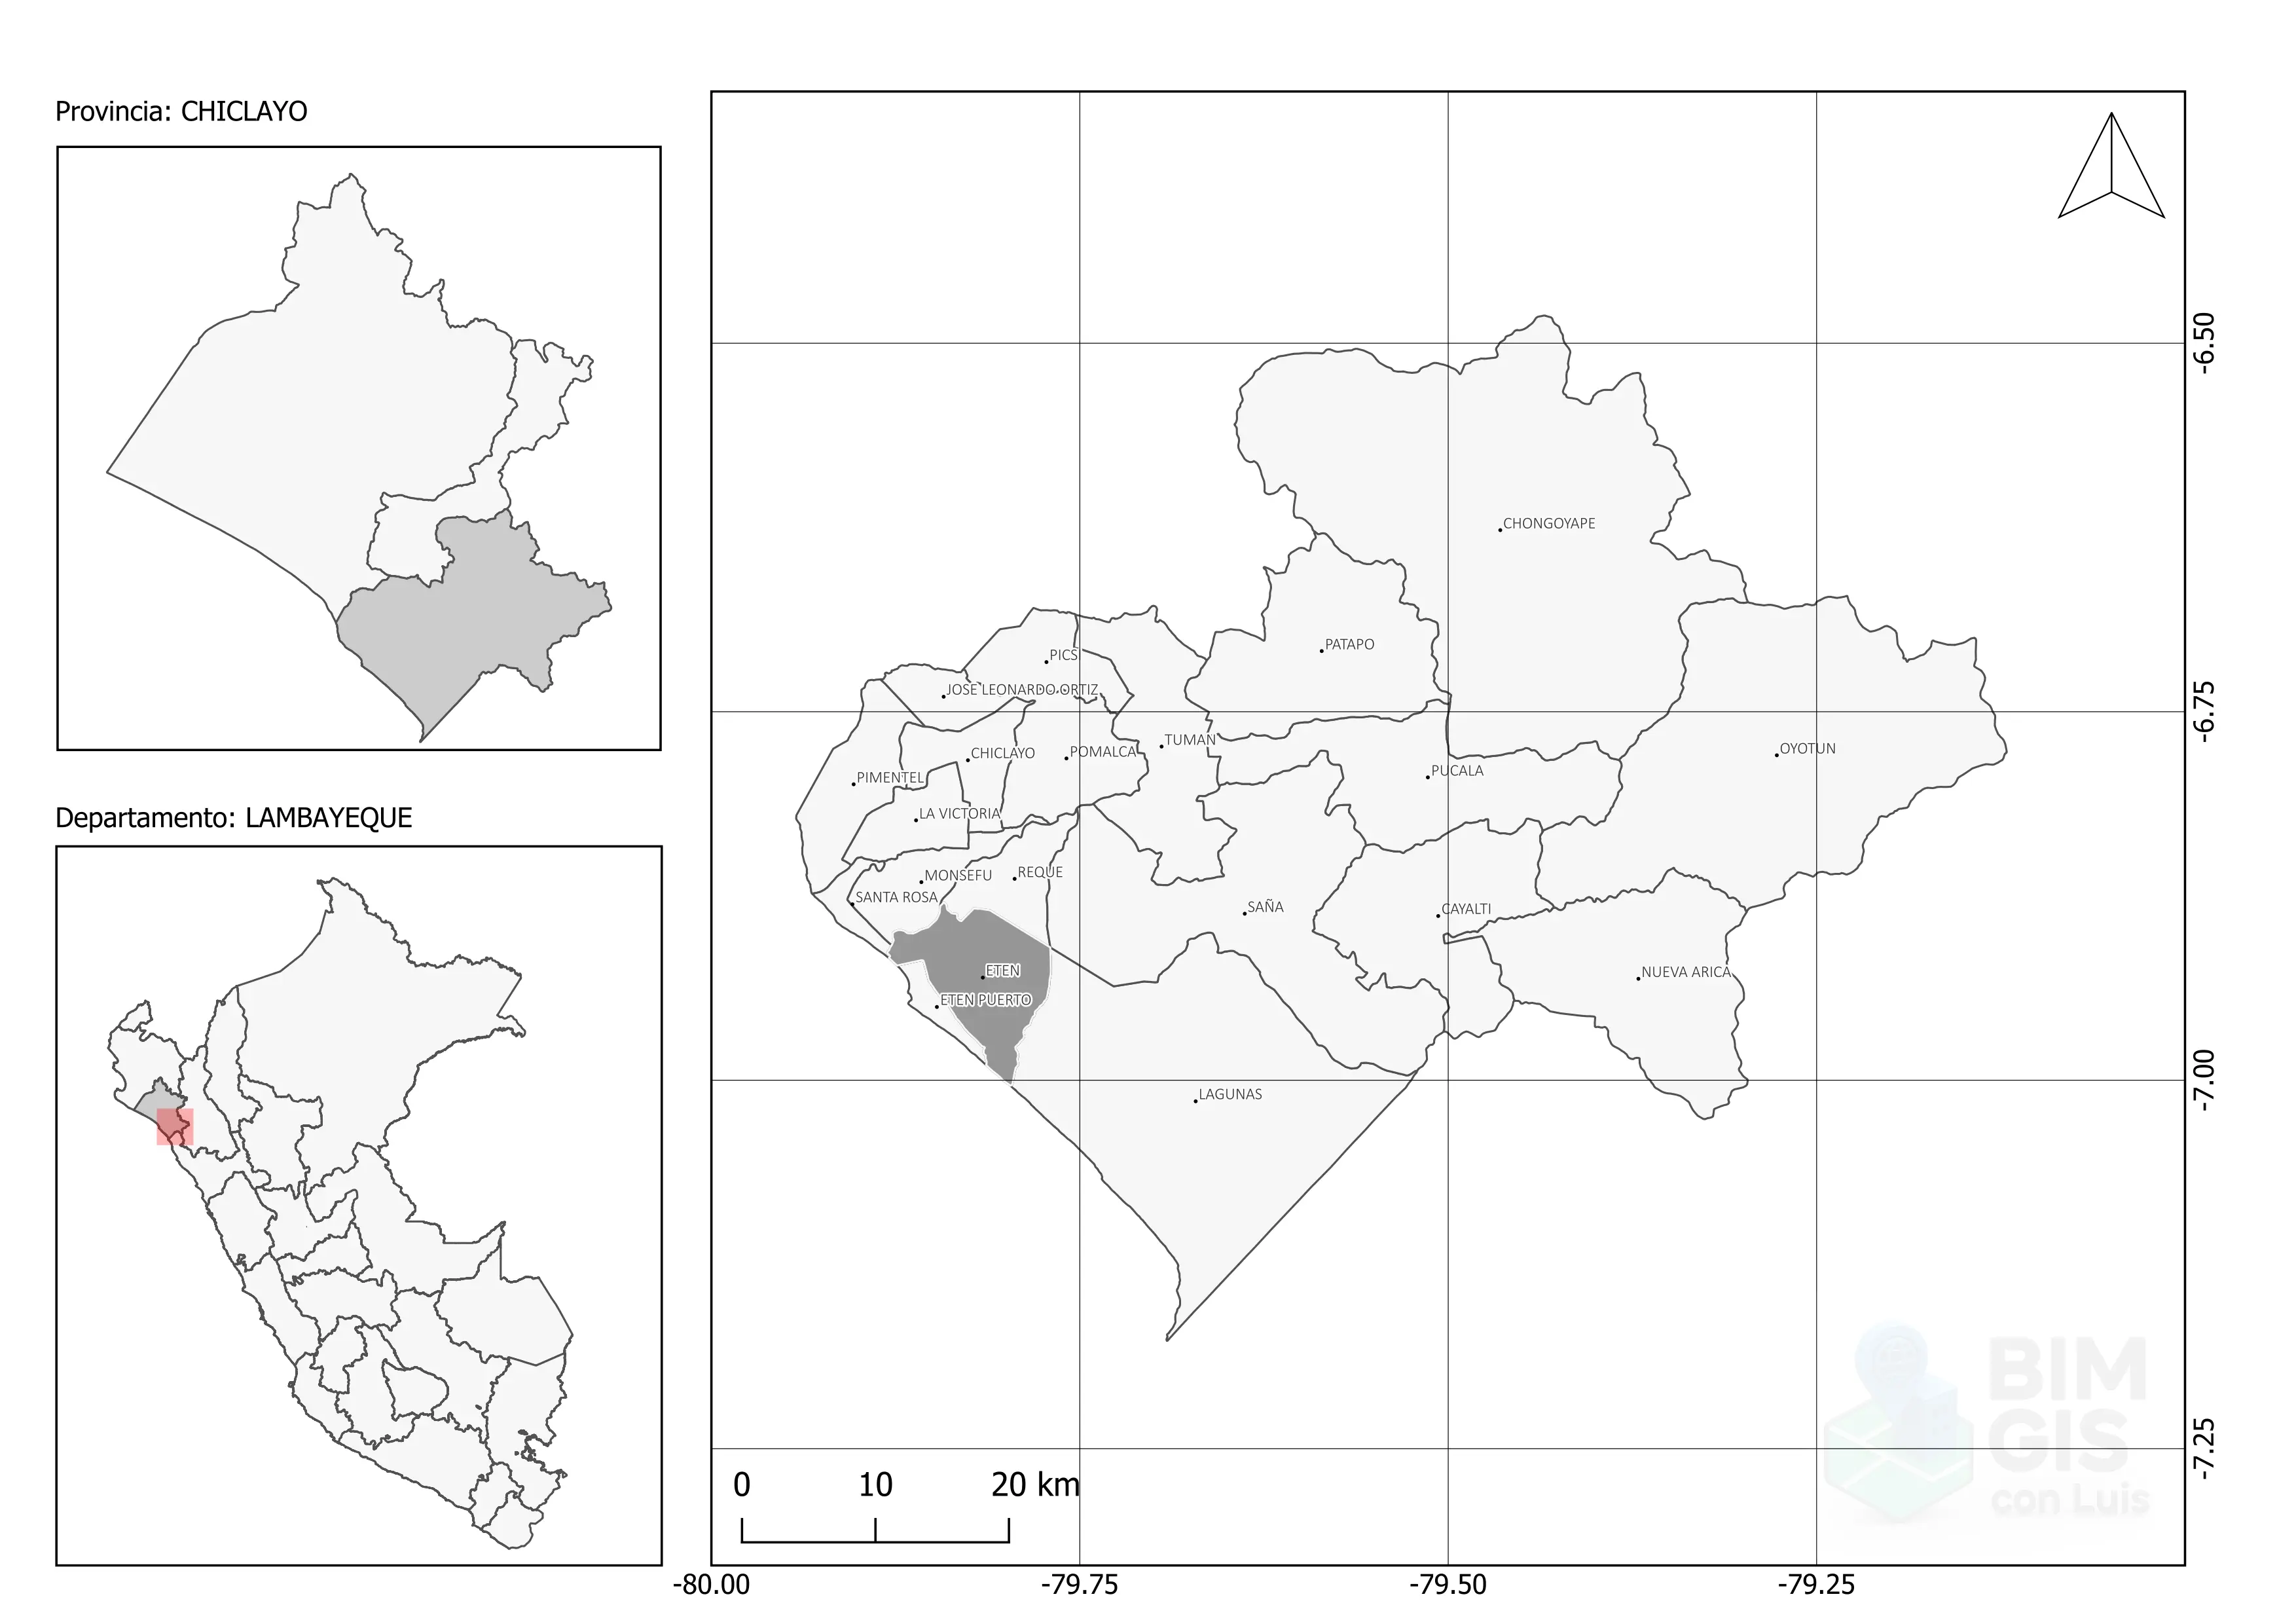 Provincia: CHICLAYO
Departamento: LAMBAYEQUE
CHONGOYAPE
PATAPO
PICSI
JOSE LEONARDO ORTIZ
TUMAN
OYOTUN
CHICLAYO
POMALCA
PUCALA
PIMENTEL
LA VICTORIA
REQUE
MONSEFU
SANTA ROSA
SAÑA
CAYALTI
ETEN
NUEVA ARICA
ETEN PUERTO
LAGUNAS
-6.50
-6.75
-7.00
-7.25
0 10 20 km
-80.00 -79.75 -79.50 -79.25
BIM
GIS
con Luis